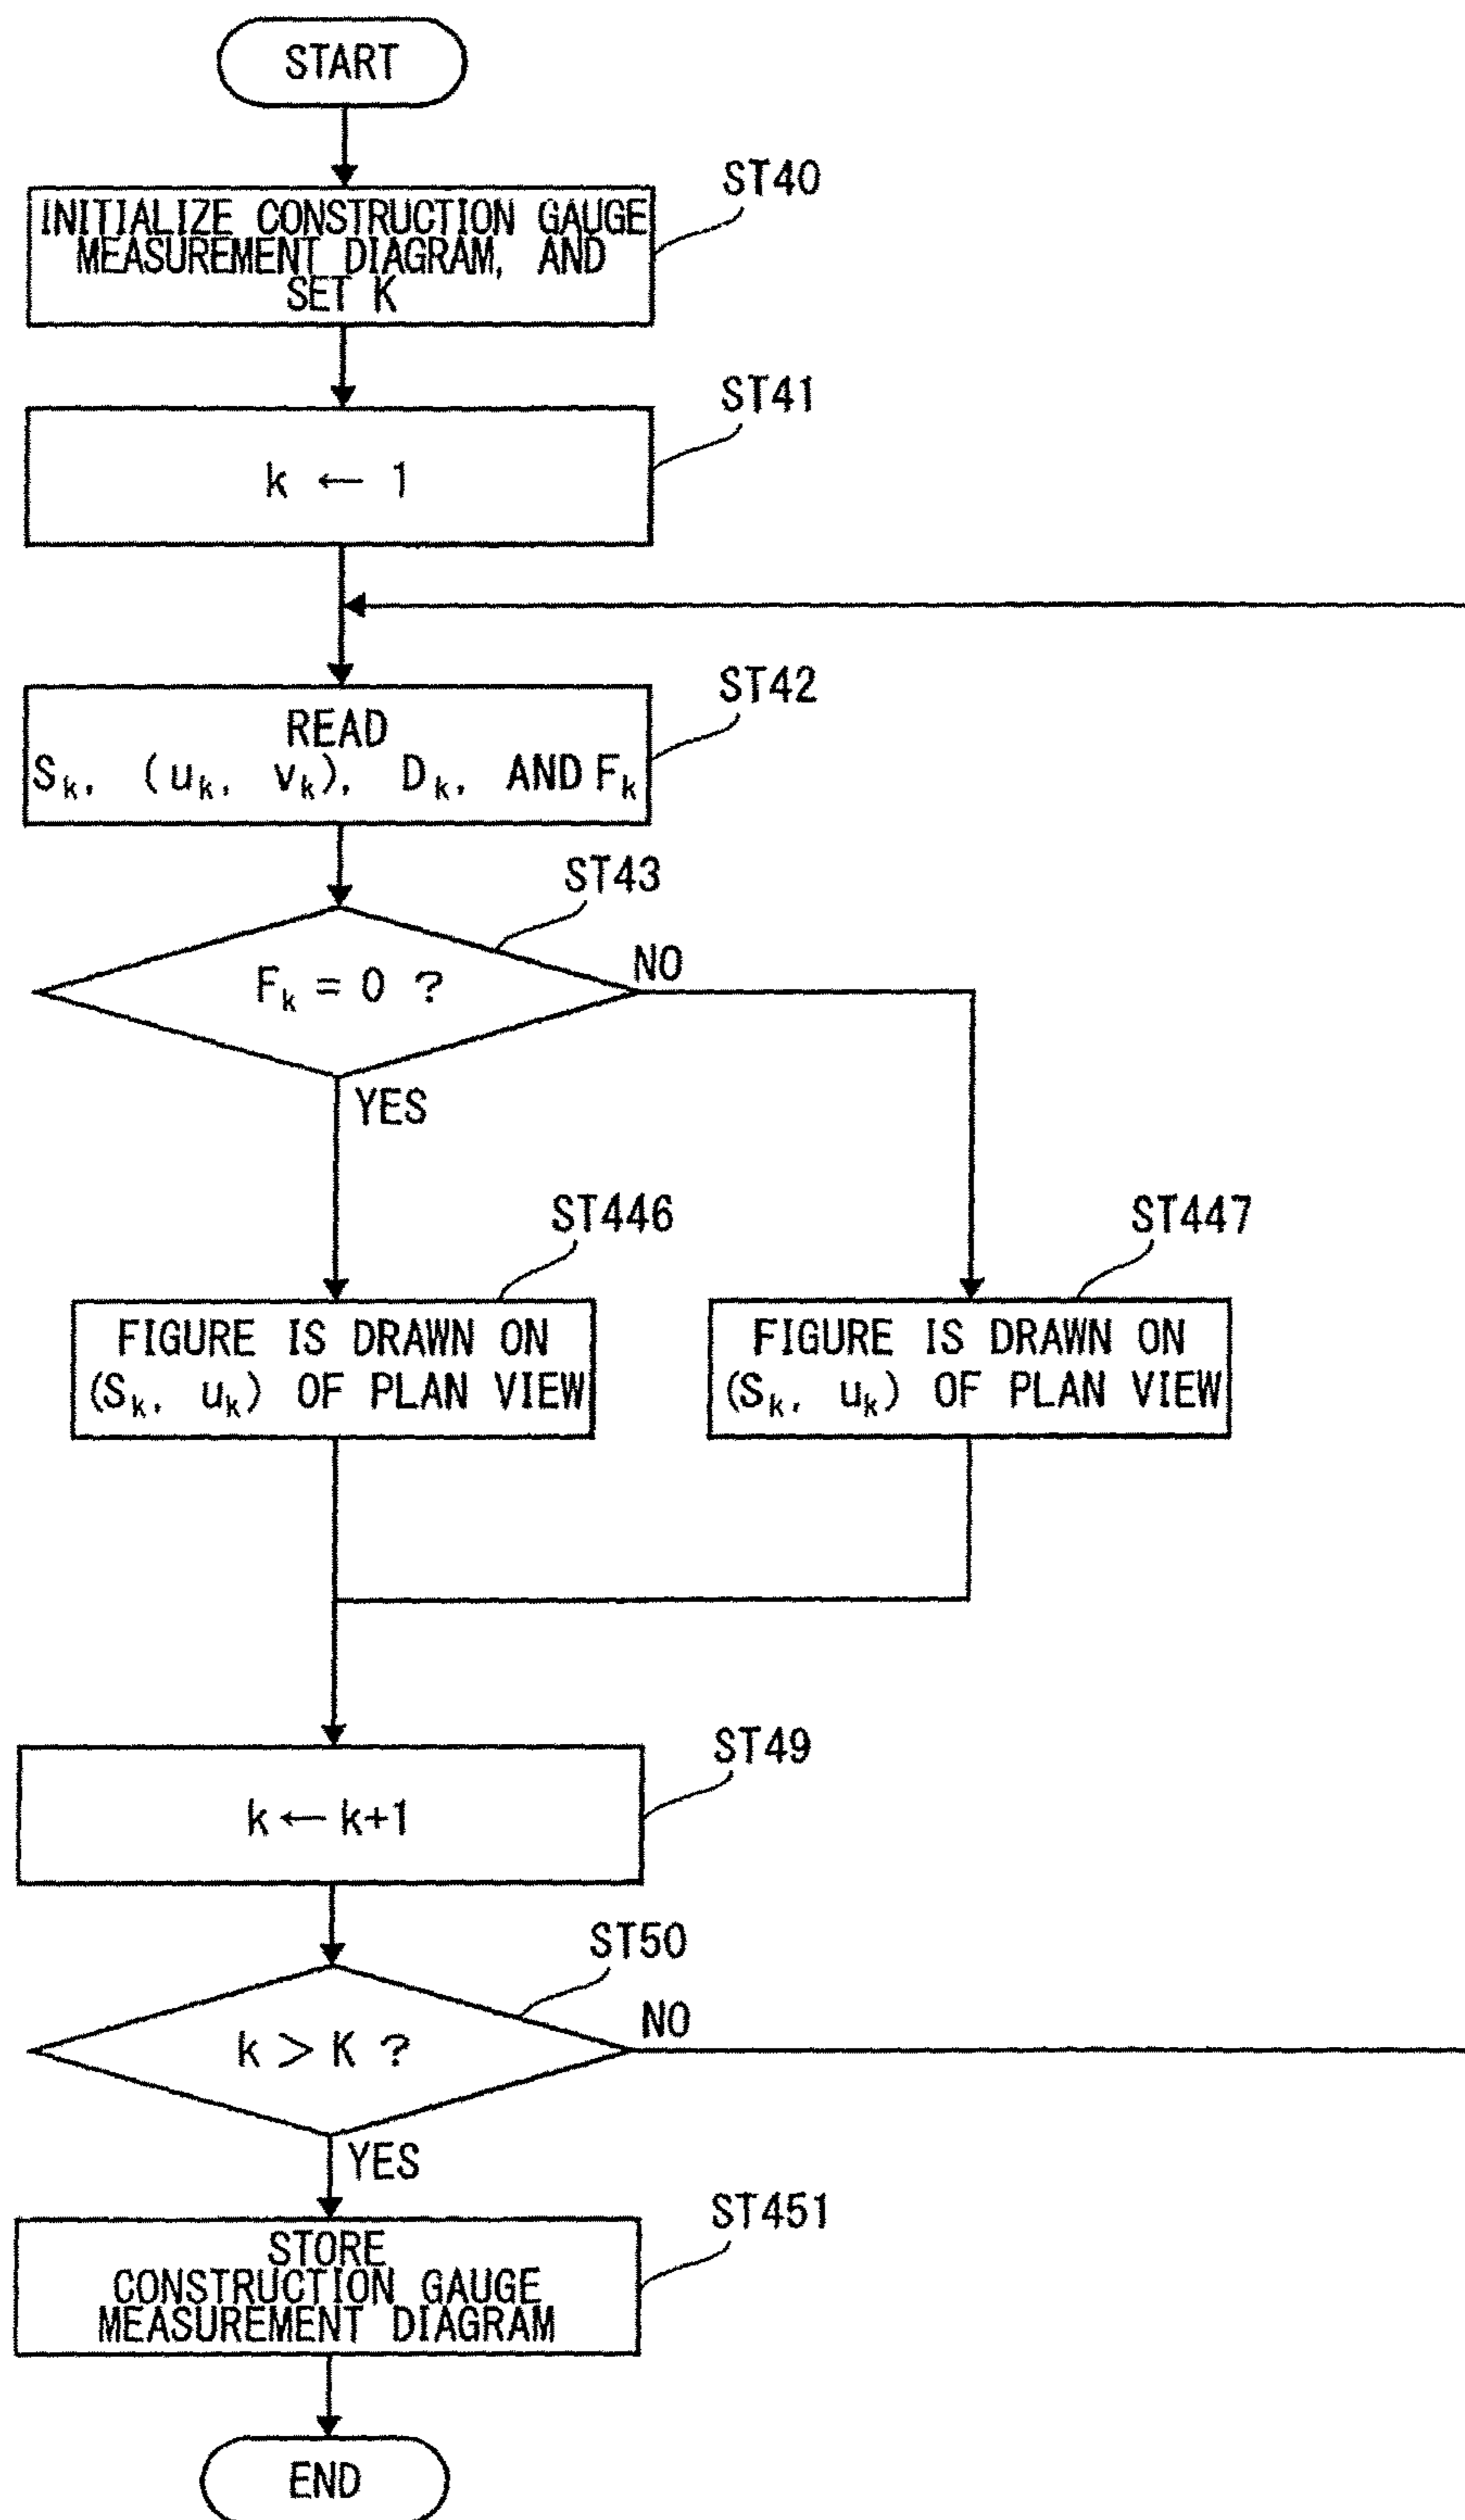 START
ST40
INITIALIZE CONSTRUCTION GAUGE
MEASUREMENT DIAGRAM, AND
SET K
ST41
k ← 1
ST42
READ
Sₖ, (uₖ, vₖ), Dₖ, AND Fₖ
ST43
Fₖ = 0 ?
NO
YES
ST446
FIGURE IS DRAWN ON
(Sₖ, uₖ) OF PLAN VIEW
ST447
FIGURE IS DRAWN ON
(Sₖ, uₖ) OF PLAN VIEW
ST49
k ← k+1
ST50
k > K ?
NO
YES
ST451
STORE
CONSTRUCTION GAUGE
MEASUREMENT DIAGRAM
END